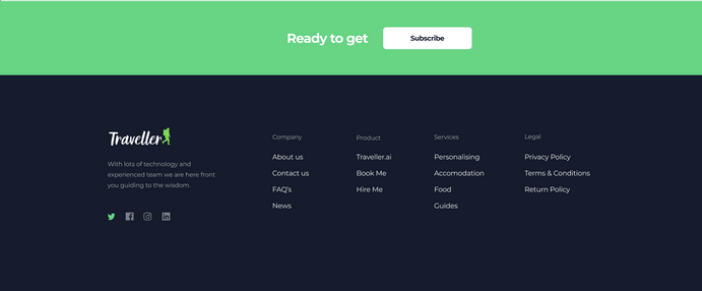 Ready to get
Subscribe
Traveller
With lots of technology and
experienced team we are here front
you guiding to the wisdom.
Company
About us
Contact us
FAQ's
News
Product
Traveller.ai
Book Me
Hire Me
Services
Personalising
Accomodation
Food
Guides
Legal
Privacy Policy
Terms & Conditions
Return Policy